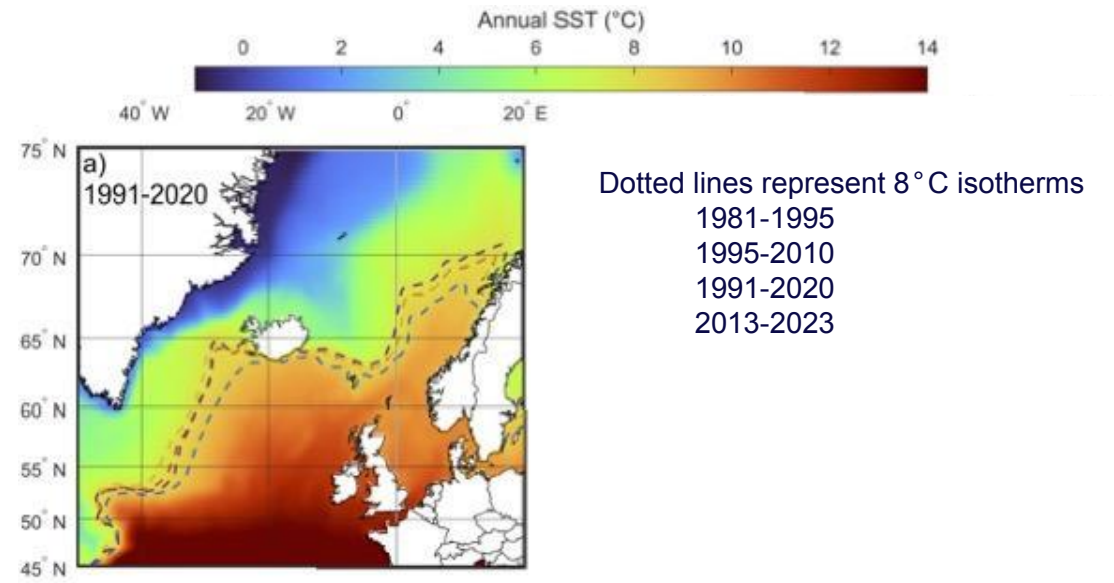 Annual SST (°C)
0 2 4 6 8 10 12 14
40° W 20° W 0° 20° E
75° N
a)
1991-2020
70° N
65° N
60° N
55° N
50° N
45° N
Dotted lines represent 8°C isotherms
1981-1995
1995-2010
1991-2020
2013-2023